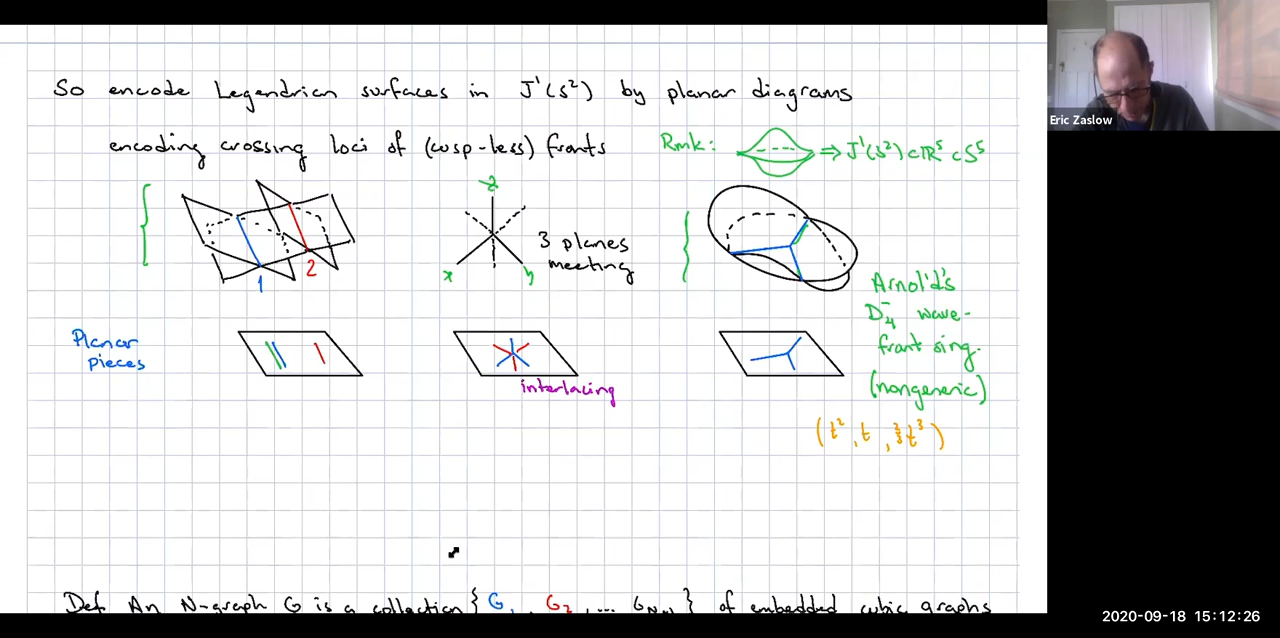 So encode Legendrian surfaces in J¹(S²) by planar diagrams
encoding crossing loci of (cusp-less) fronts
Rmk: ⇒ J¹(S²) ⊂ ℝ⁵ ⊂ S⁵
z
x
y
3 planes
meeting
1
2
Arnol'd's
D₄⁻ wave-
front sing.
(nongeneric)
Planar
pieces
interlacing
(t², t, ⅔t³)
Def An N-graph G is a collection { G₁, G₂, ... G_{N-1} } of embedded cubic graphs
Eric Zaslow
2020-09-18 15:12:26